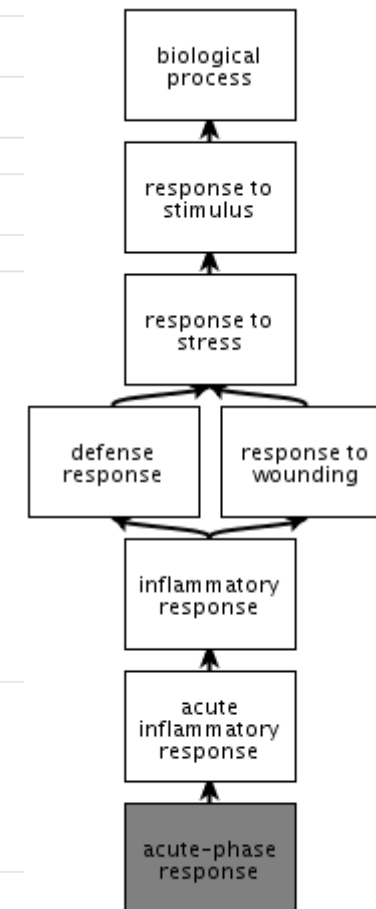 biological
process
response to
stimulus
response to
stress
defense
response
response to
wounding
inflammatory
response
acute
inflammatory
response
acute-phase
response